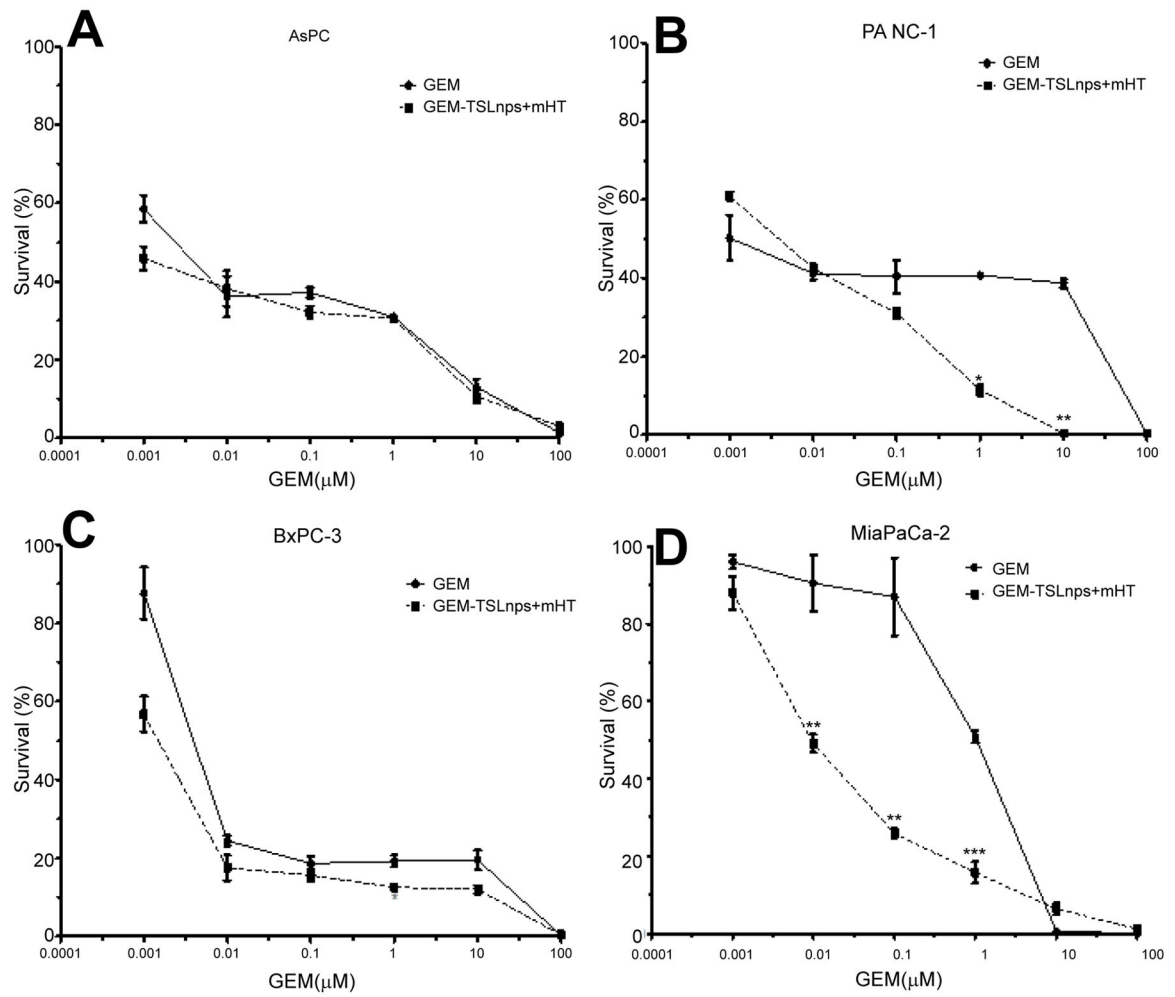 A
AsPC
100
80
60
40
20
0
Survival (%)
GEM
GEM-TSLnps+mHT
0.0001
0.001
0.01
0.1
1
10
100
GEM(μM)
B
PA NC-1
100
80
60
40
20
0
Survival (%)
GEM
GEM-TSLnps+mHT
*
**
0.0001
0.001
0.01
0.1
1
10
100
GEM(μM)
C
BxPC-3
100
80
60
40
20
0
Survival (%)
GEM
GEM-TSLnps+mHT
*
0.0001
0.001
0.01
0.1
1
10
100
GEM(μM)
D
MiaPaCa-2
100
80
60
40
20
0
Survival (%)
GEM
GEM-TSLnps+mHT
**
**
***
0.0001
0.001
0.01
0.1
1
10
100
GEM(μM)